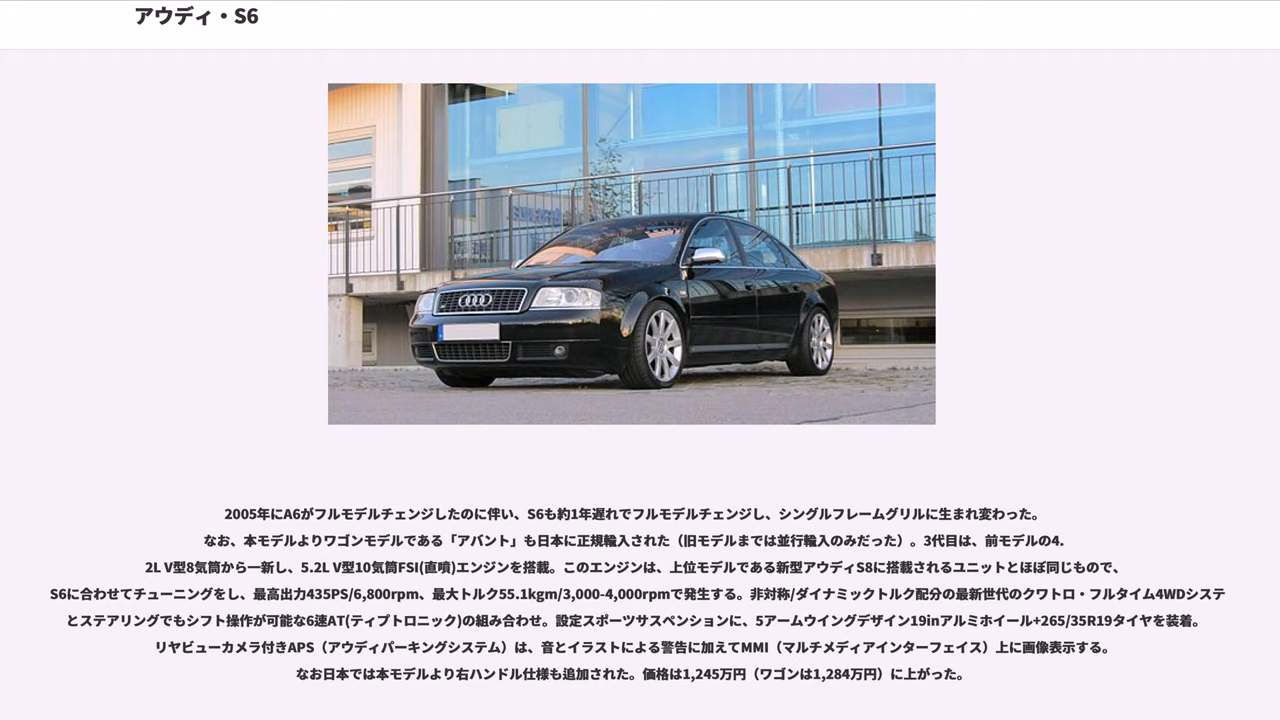 アウディ・S6
2005年にA6がフルモデルチェンジしたのに伴い、S6も約1年遅れでフルモデルチェンジし、シングルフレームグリルに生まれ変わった。
なお、本モデルよりワゴンモデルである「アバント」も日本に正規輸入された（旧モデルまでは並行輸入のみだった）。3代目は、前モデルの4.
2L V型8気筒から一新し、5.2L V型10気筒FSI(直噴)エンジンを搭載。このエンジンは、上位モデルである新型アウディS8に搭載されるユニットとほぼ同じもので、
S6に合わせてチューニングをし、最高出力435PS/6,800rpm、最大トルク55.1kgm/3,000-4,000rpmで発生する。非対称/ダイナミックトルク配分の最新世代のクワトロ・フルタイム4WDシステ
とステアリングでもシフト操作が可能な6速AT(ティプトロニック)の組み合わせ。設定スポーツサスペンションに、5アームウイングデザイン19inアルミホイール+265/35R19タイヤを装着。
リヤビューカメラ付きAPS（アウディパーキングシステム）は、音とイラストによる警告に加えてMMI（マルチメディアインターフェイス）上に画像表示する。
なお日本では本モデルより右ハンドル仕様も追加された。価格は1,245万円（ワゴンは1,284万円）に上がった。